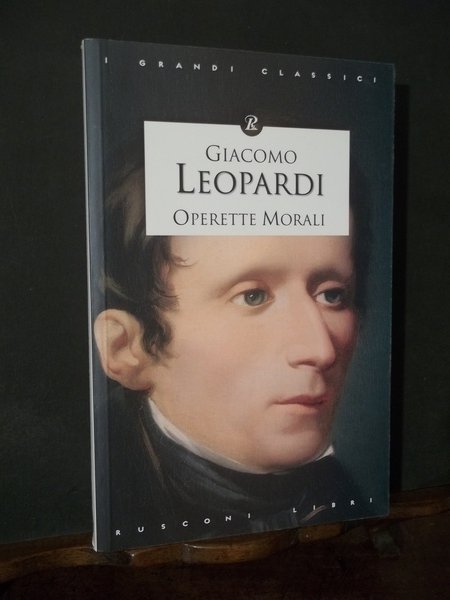 I GRANDI CLASSICI
R
GIACOMO
LEOPARDI
OPERETTE MORALI
RUSCONI LIBRI